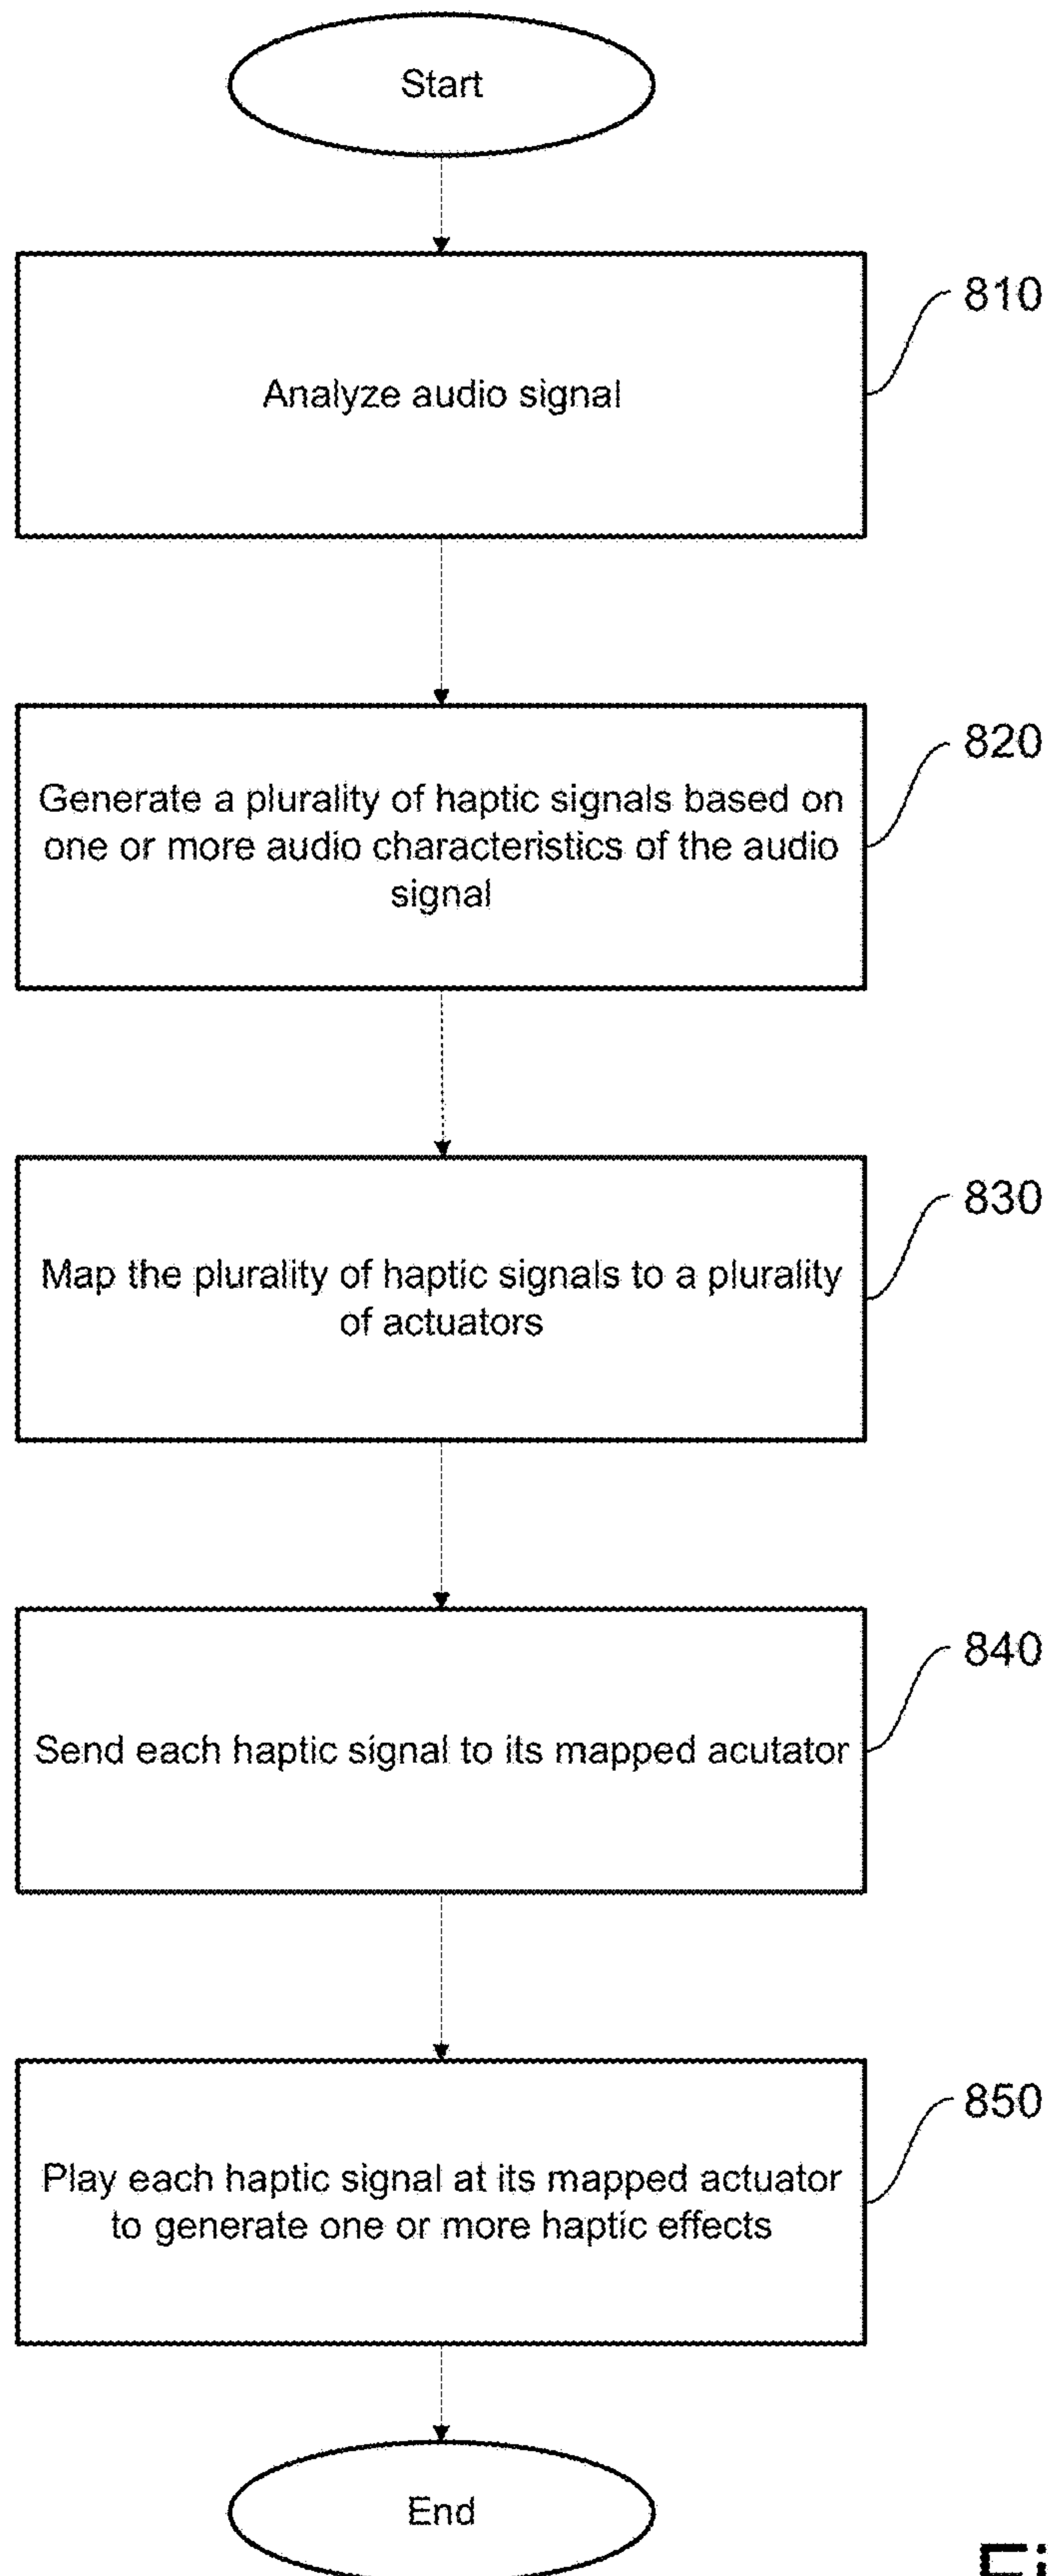 Start
810
Analyze audio signal
820
Generate a plurality of haptic signals based on
one or more audio characteristics of the audio
signal
830
Map the plurality of haptic signals to a plurality
of actuators
840
Send each haptic signal to its mapped acutator
850
Play each haptic signal at its mapped actuator
to generate one or more haptic effects
End